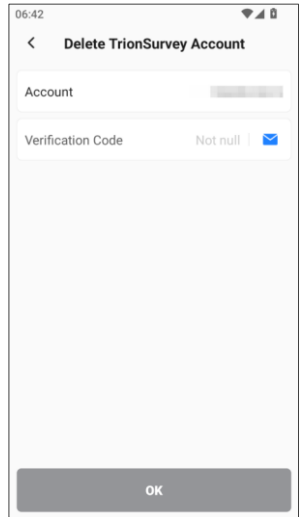 06:42
Delete TrionSurvey Account
Account
Verification Code Not null
OK